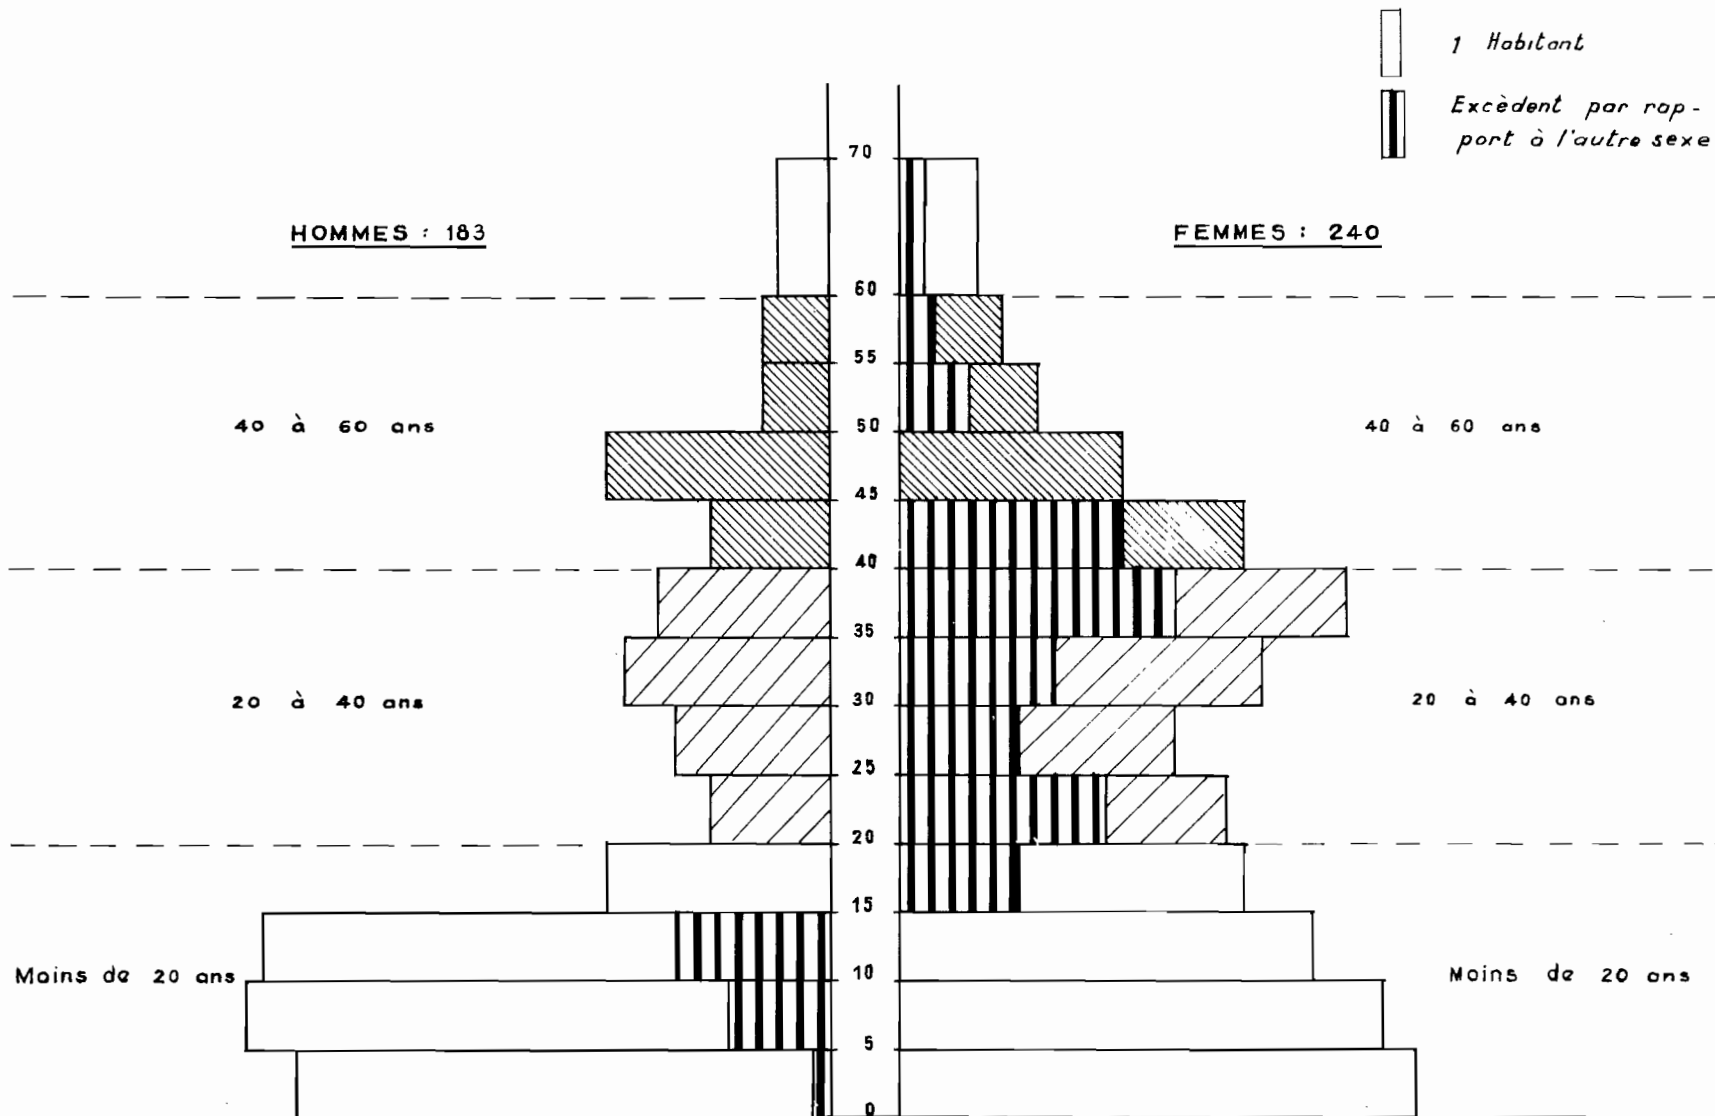 1 Habitant
Excèdent par rap-
port à l'autre sexe
HOMMES : 183
FEMMES : 240
70
60
55
50
45
40
35
30
25
20
15
10
5
0
40 à 60 ans
40 à 60 ans
20 à 40 ans
20 à 40 ans
Moins de 20 ans
Moins de 20 ans